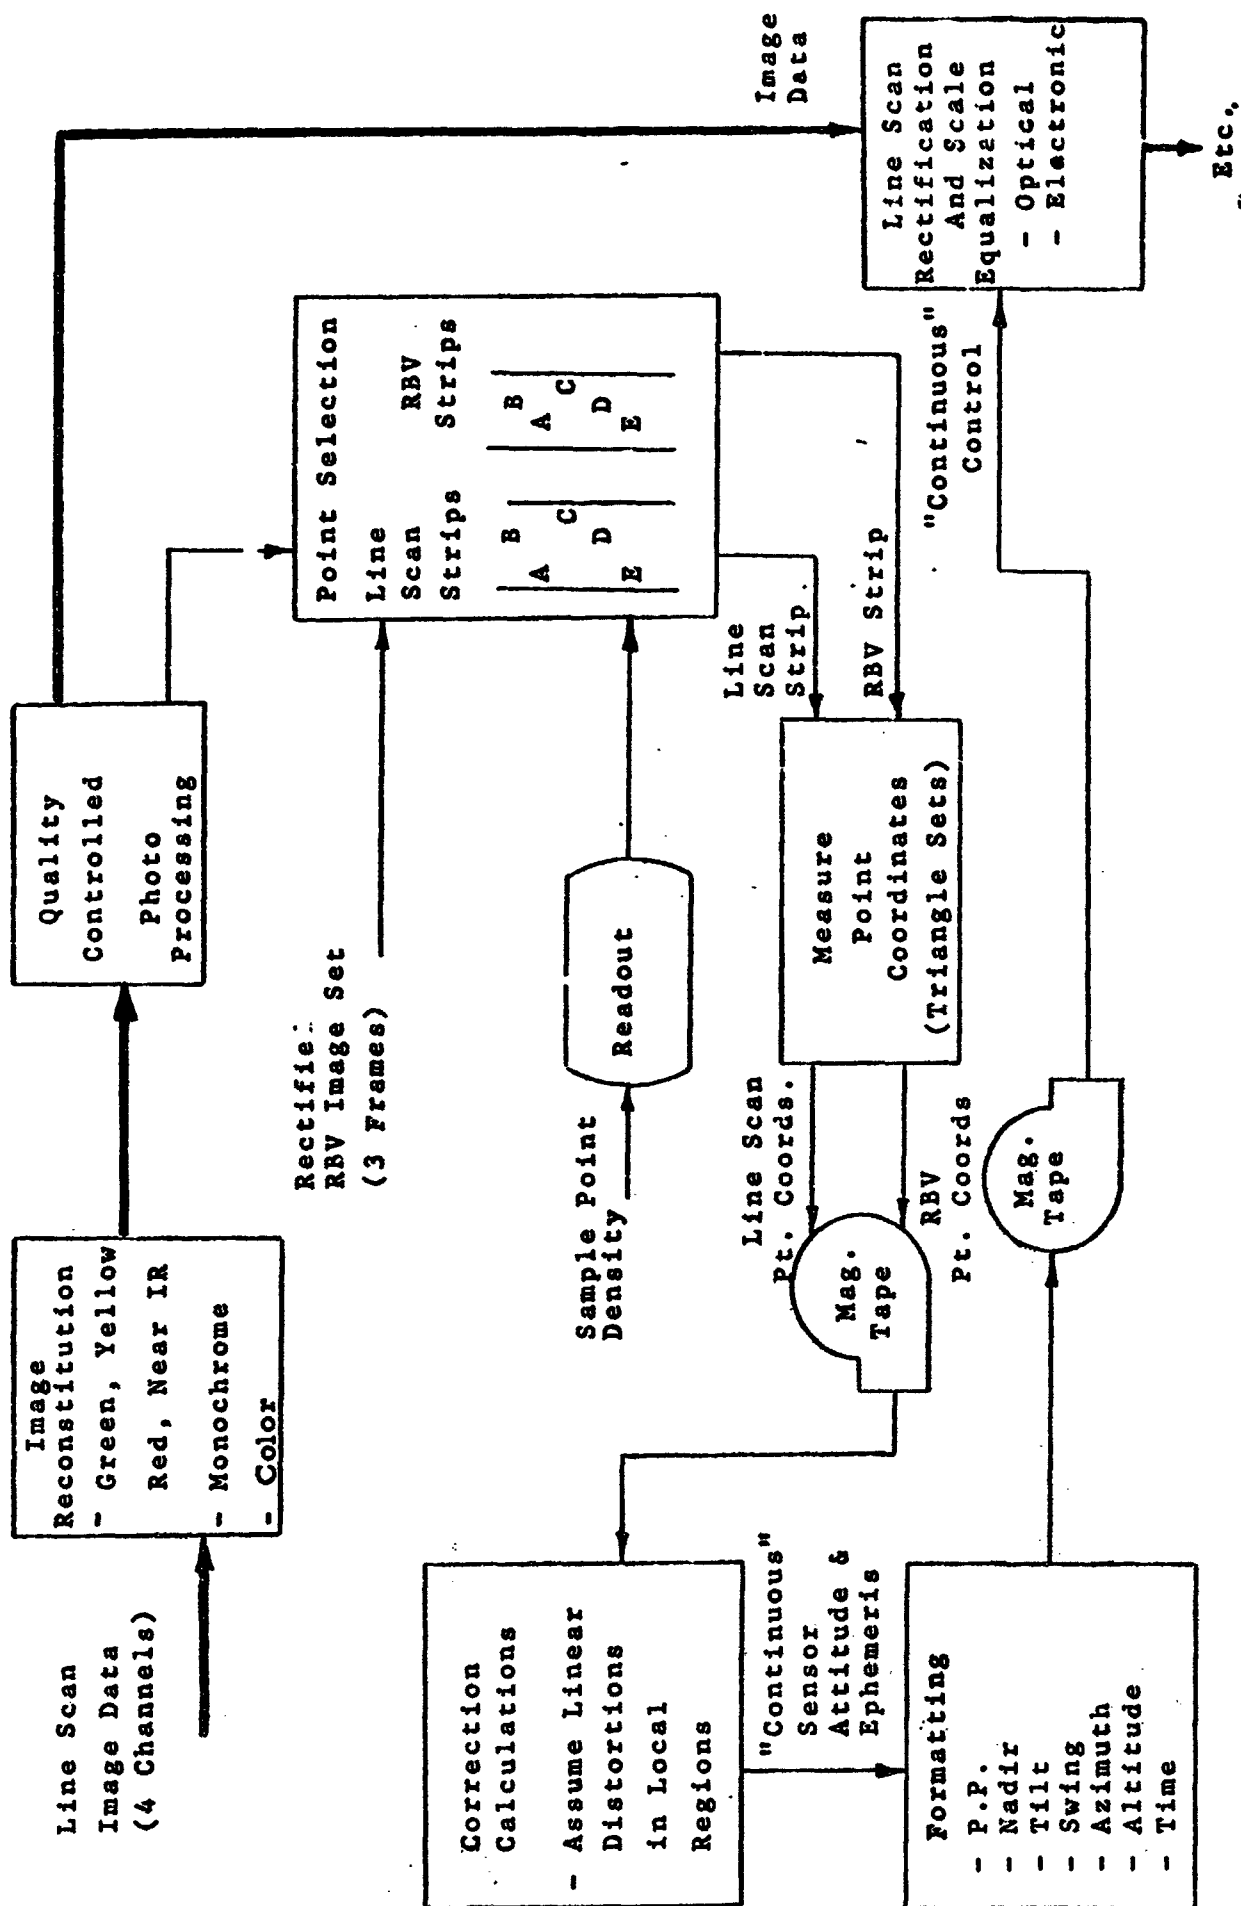 Line Scan
Image Data
(4 Channels)
Image
Reconstitution
- Green, Yellow
Red, Near IR
- Monochrome
- Color
Quality
Controlled
Photo
Processing
Image
Data
Rectifie
RBV Image Set
(3 Frames)
Sample Point
Density
Readout
Point Selection
Line
Scan
Strips
RBV
Strips
A
B
C
D
E
A
B
C
D
E
Line
Scan
Strip
RBV Strip
Measure
Point
Coordinates
(Triangle Sets)
Line Scan
Pt. Coords.
RBV
Pt. Coords
Mag.
Tape
Correction
Calculations
- Assume Linear
Distortions
in Local
Regions
"Continuous"
Sensor
Attitude &
Ephemeris
Formatting
- P.P.
- Nadir
- Tilt
- Swing
- Azimuth
- Altitude
- Time
Mag.
Tape
"Continuous"
Control
Line Scan
Rectification
And Scale
Equalization
- Optical
- Electronic
Etc.